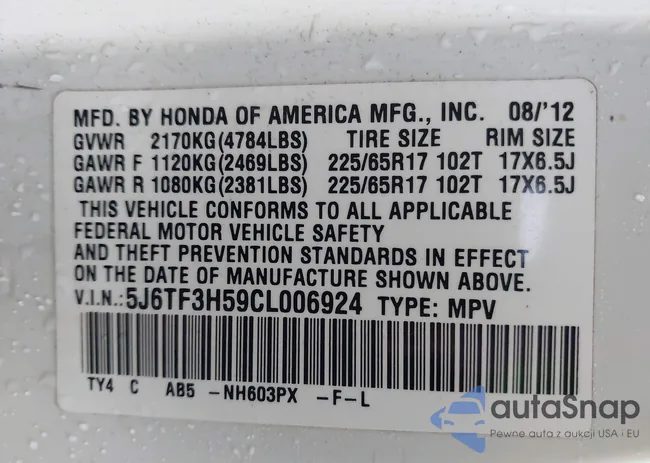 MFD. BY HONDA OF AMERICA MFG., INC. 08/'12
GVWR 2170KG(4784LBS) TIRE SIZE RIM SIZE
GAWR F 1120KG(2469LBS) 225/65R17 102T 17X6.5J
GAWR R 1080KG(2381LBS) 225/65R17 102T 17X6.5J
THIS VEHICLE CONFORMS TO ALL APPLICABLE
FEDERAL MOTOR VEHICLE SAFETY
AND THEFT PREVENTION STANDARDS IN EFFECT
ON THE DATE OF MANUFACTURE SHOWN ABOVE.
V.I.N.:5J6TF3H59CL006924 TYPE: MPV
TY4 C AB5 -NH603PX -F-L
autaSnap
Pewne auta z aukcji USA i EU